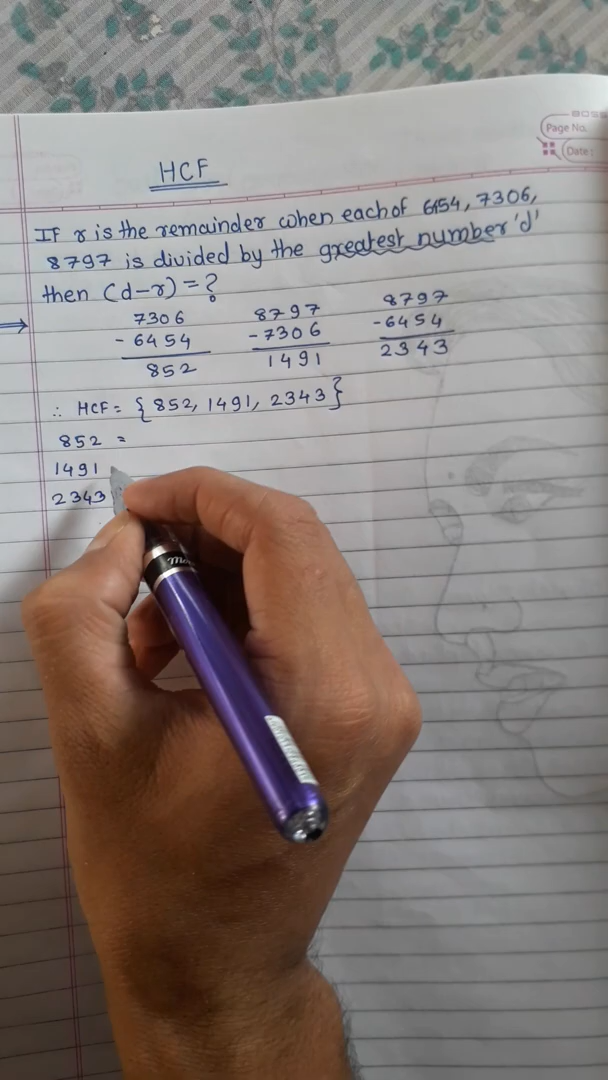 Page No.
Date:
HCF
If r is the remainder when each of 6454, 7306,
8797 is divided by the greatest number 'd'
then (d-r) = ?
⇒ 7306 8797 8797
- 6454 - 7306 - 6454
852 1491 2343
∴ HCF = {852, 1491, 2343}
852 =
1491
2343